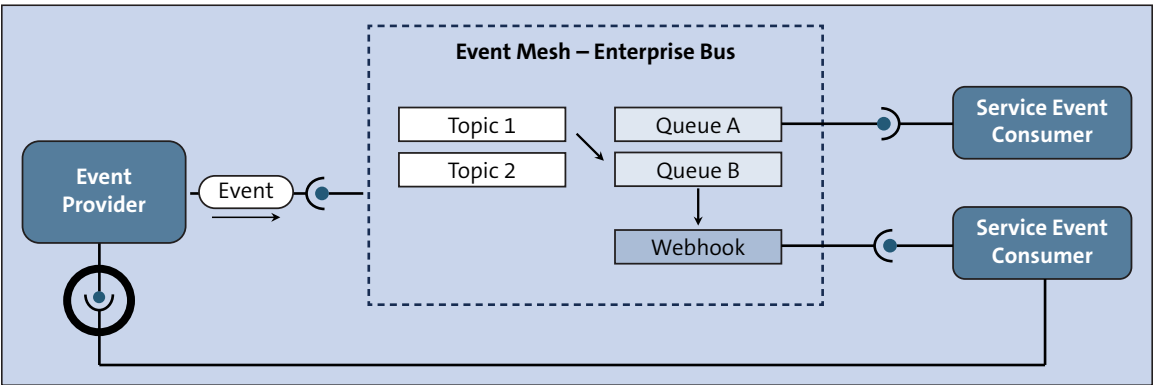 Event Mesh – Enterprise Bus
Topic 1
Queue A
Service Event
Consumer
Topic 2
Queue B
Event
Provider
Event
Webhook
Service Event
Consumer